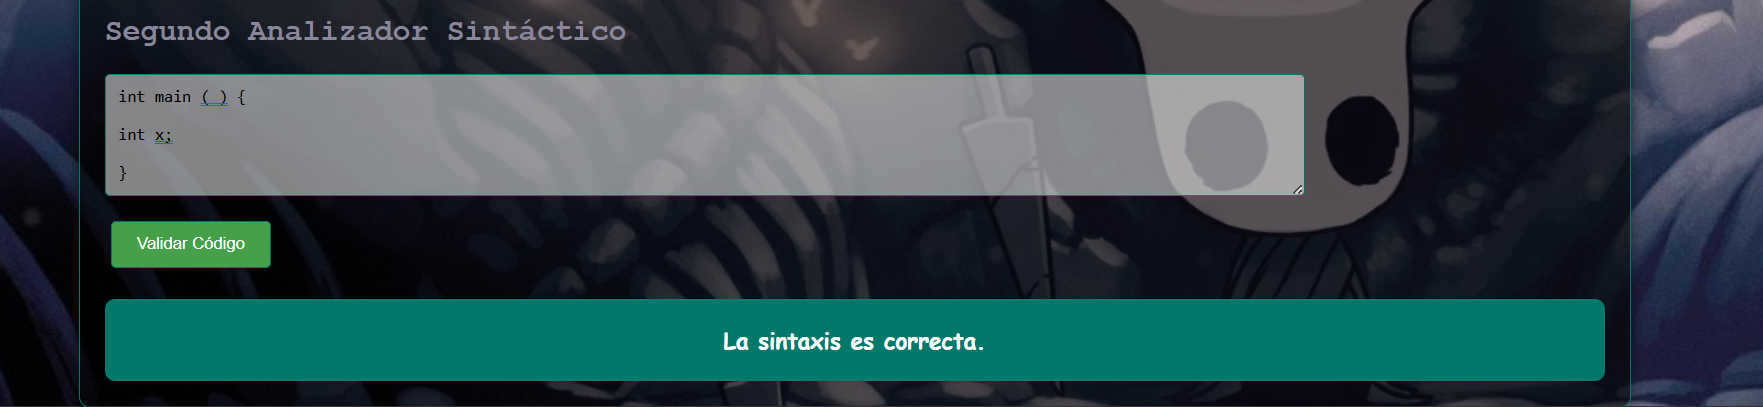 Segundo Analizador Sintáctico
int main ( ) {
int x;
}
Validar Código
La sintaxis es correcta.